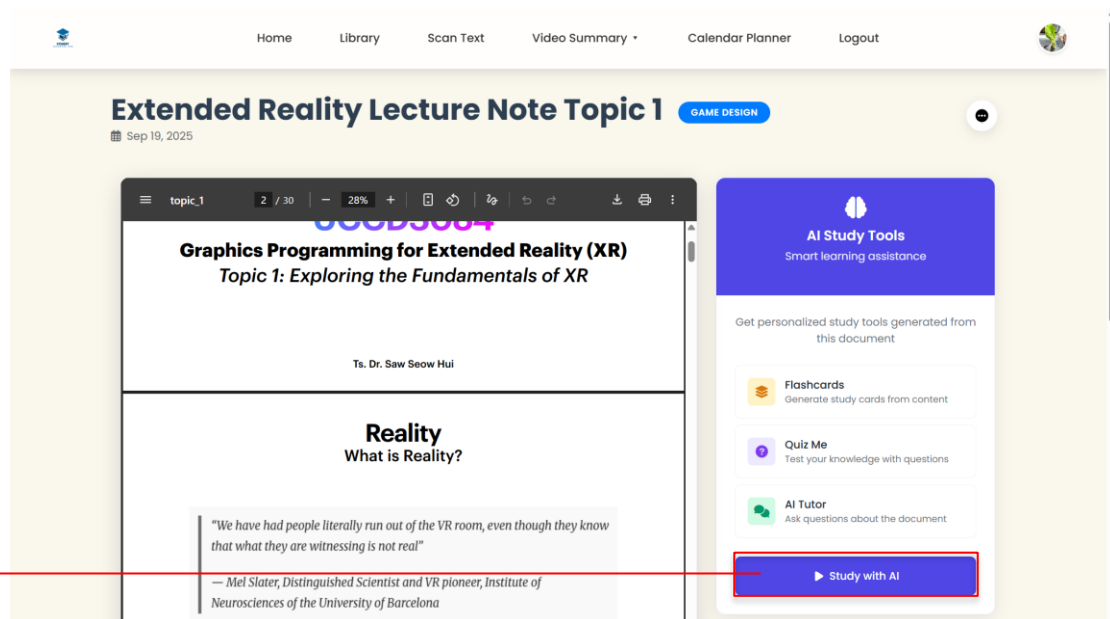 Home Library Scan Text Video Summary Calendar Planner Logout
Extended Reality Lecture Note Topic 1 GAME DESIGN
Sep 19, 2025
topic_1 2 / 30 — 28% +
Graphics Programming for Extended Reality (XR)
Topic 1: Exploring the Fundamentals of XR
Ts. Dr. Saw Seow Hui
Reality
What is Reality?
“We have had people literally run out of the VR room, even though they know
that what they are witnessing is not real”
— Mel Slater, Distinguished Scientist and VR pioneer, Institute of
Neurosciences of the University of Barcelona
AI Study Tools
Smart learning assistance
Get personalized study tools generated from
this document
Flashcards
Generate study cards from content
Quiz Me
Test your knowledge with questions
AI Tutor
Ask questions about the document
Study with AI